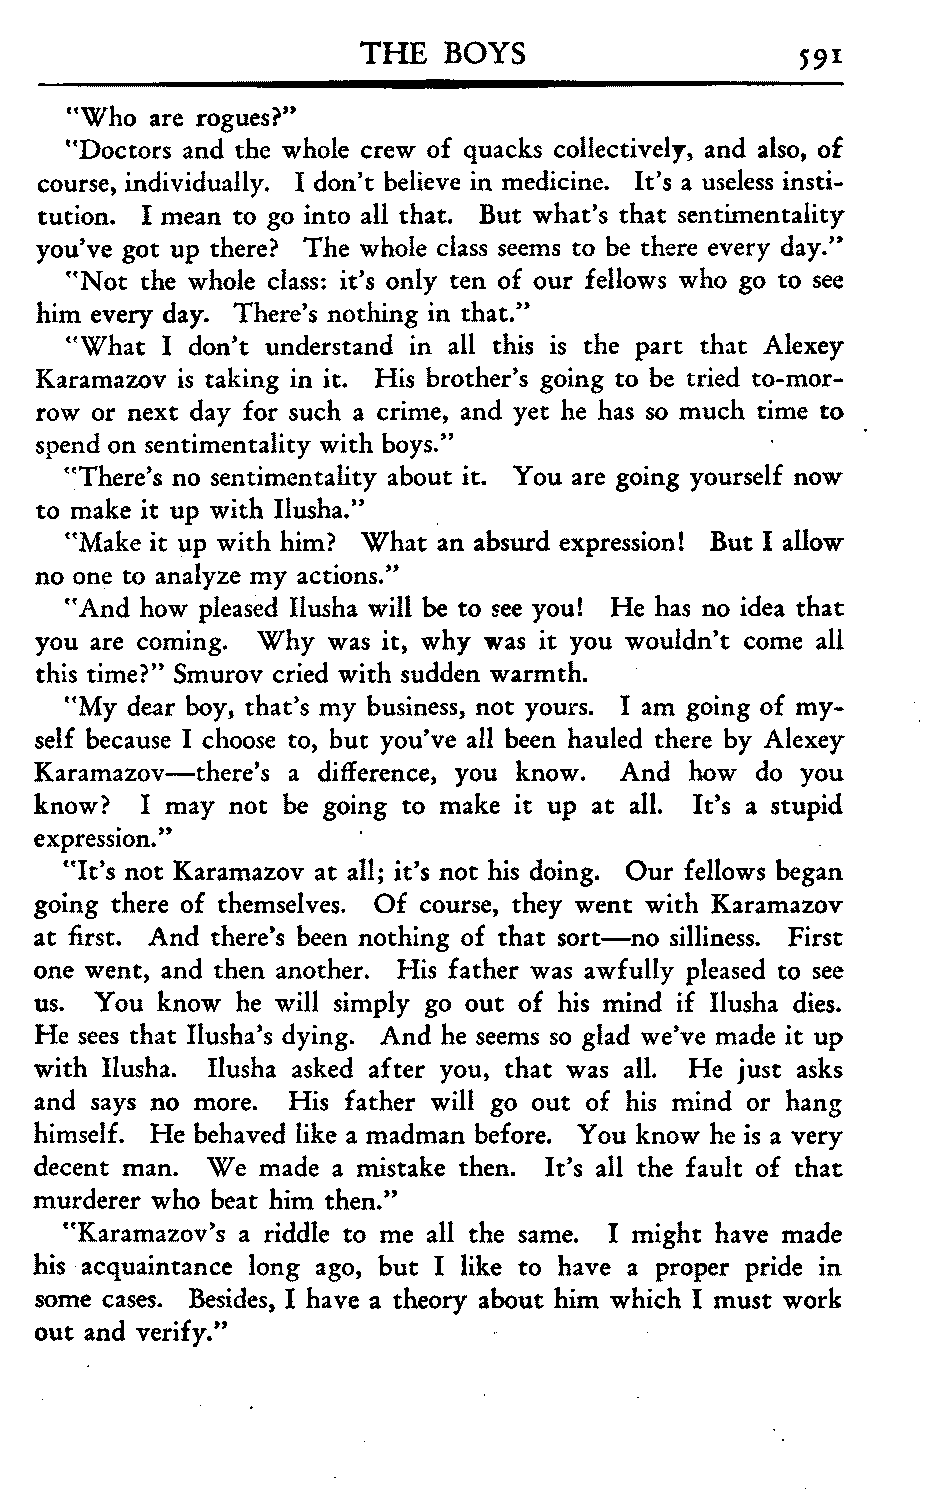 THE BOYS 591
"Who are rogues?"
"Doctors and the whole crew of quacks collectively, and also, of
course, individually. I don't believe in medicine. It's a useless insti-
tution. I mean to go into all that. But what's that sentimentality
you've got up there? The whole class seems to be there every day."
"Not the whole class: it's only ten of our fellows who go to see
him every day. There's nothing in that."
"What I don't understand in all this is the part that Alexey
Karamazov is taking in it. His brother's going to be tried to-mor-
row or next day for such a crime, and yet he has so much time to
spend on sentimentality with boys."
"There's no sentimentality about it. You are going yourself now
to make it up with Ilusha."
"Make it up with him? What an absurd expression! But I allow
no one to analyze my actions."
"And how pleased Ilusha will be to see you! He has no idea that
you are coming. Why was it, why was it you wouldn't come all
this time?" Smurov cried with sudden warmth.
"My dear boy, that's my business, not yours. I am going of my-
self because I choose to, but you've all been hauled there by Alexey
Karamazov—there's a difference, you know. And how do you
know? I may not be going to make it up at all. It's a stupid
expression."
"It's not Karamazov at all; it's not his doing. Our fellows began
going there of themselves. Of course, they went with Karamazov
at first. And there's been nothing of that sort—no silliness. First
one went, and then another. His father was awfully pleased to see
us. You know he will simply go out of his mind if Ilusha dies.
He sees that Ilusha's dying. And he seems so glad we've made it up
with Ilusha. Ilusha asked after you, that was all. He just asks
and says no more. His father will go out of his mind or hang
himself. He behaved like a madman before. You know he is a very
decent man. We made a mistake then. It's all the fault of that
murderer who beat him then."
"Karamazov's a riddle to me all the same. I might have made
his acquaintance long ago, but I like to have a proper pride in
some cases. Besides, I have a theory about him which I must work
out and verify."